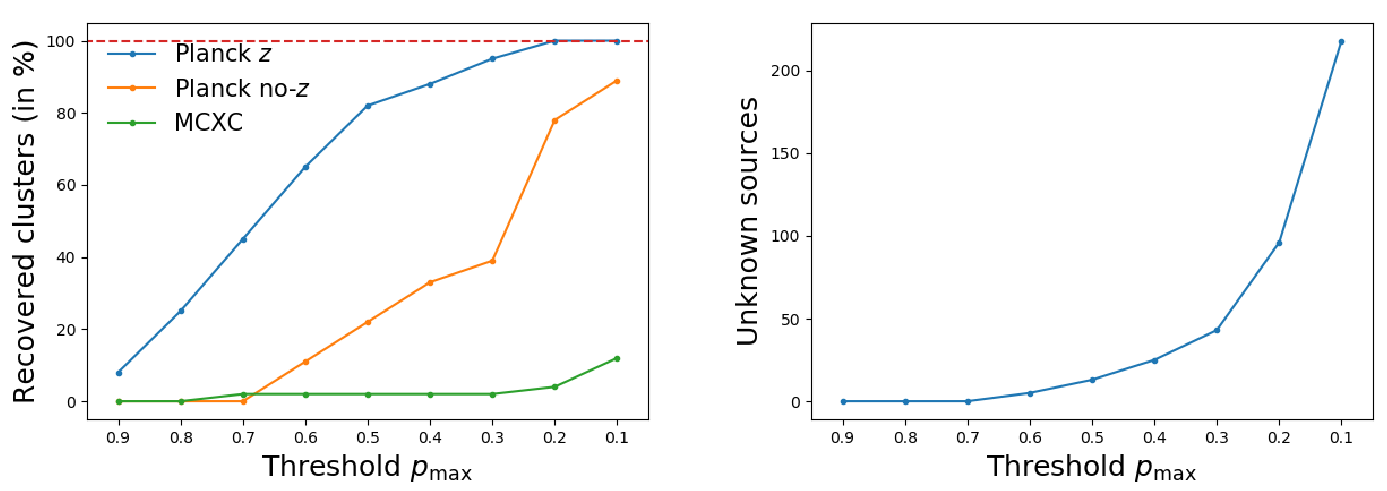 Recovered clusters (in %)
100
80
60
40
20
0
Planck z
Planck no-z
MCXC
0.9 0.8 0.7 0.6 0.5 0.4 0.3 0.2 0.1
Threshold p_max
Unknown sources
200
150
100
50
0
0.9 0.8 0.7 0.6 0.5 0.4 0.3 0.2 0.1
Threshold p_max